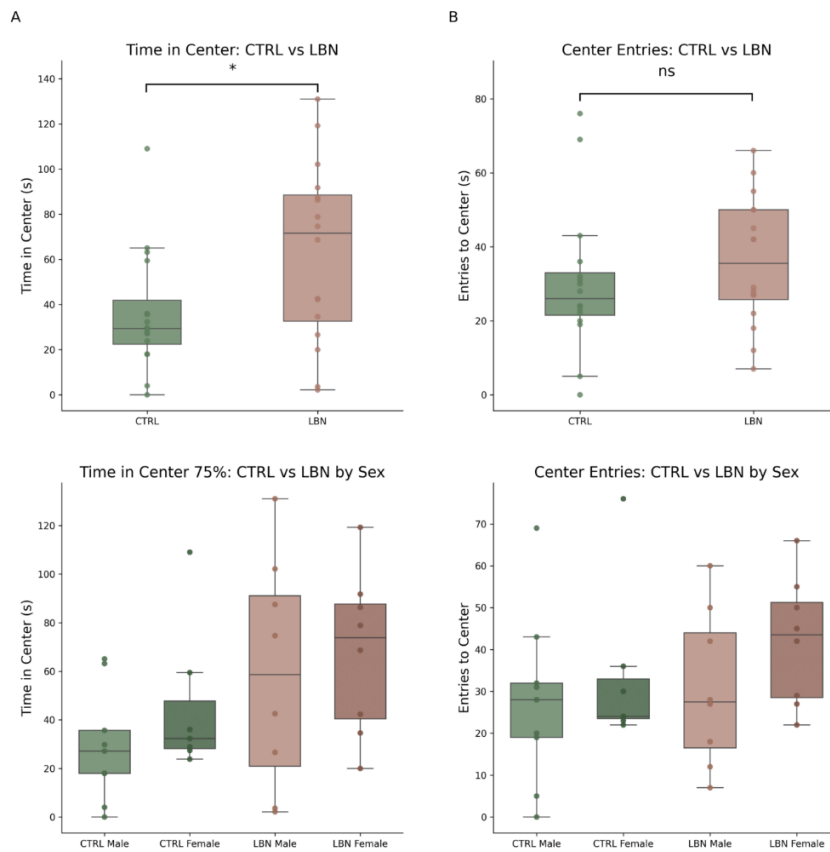 A
B
Time in Center: CTRL vs LBN
*
Time in Center (s)
140
120
100
80
60
40
20
0
CTRL
LBN
Center Entries: CTRL vs LBN
ns
Entries to Center (s)
80
60
40
20
0
CTRL
LBN
Time in Center 75%: CTRL vs LBN by Sex
Time in Center (s)
120
100
80
60
40
20
0
CTRL Male
CTRL Female
LBN Male
LBN Female
Center Entries: CTRL vs LBN by Sex
Entries to Center
70
60
50
40
30
20
10
0
CTRL Male
CTRL Female
LBN Male
LBN Female